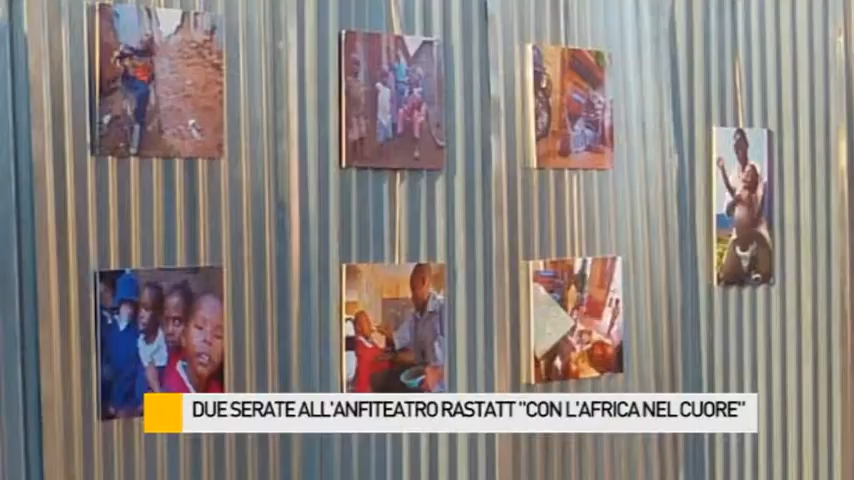 DUE SERATE ALL'ANFITEATRO RASTATT "CON L'AFRICA NEL CUORE"